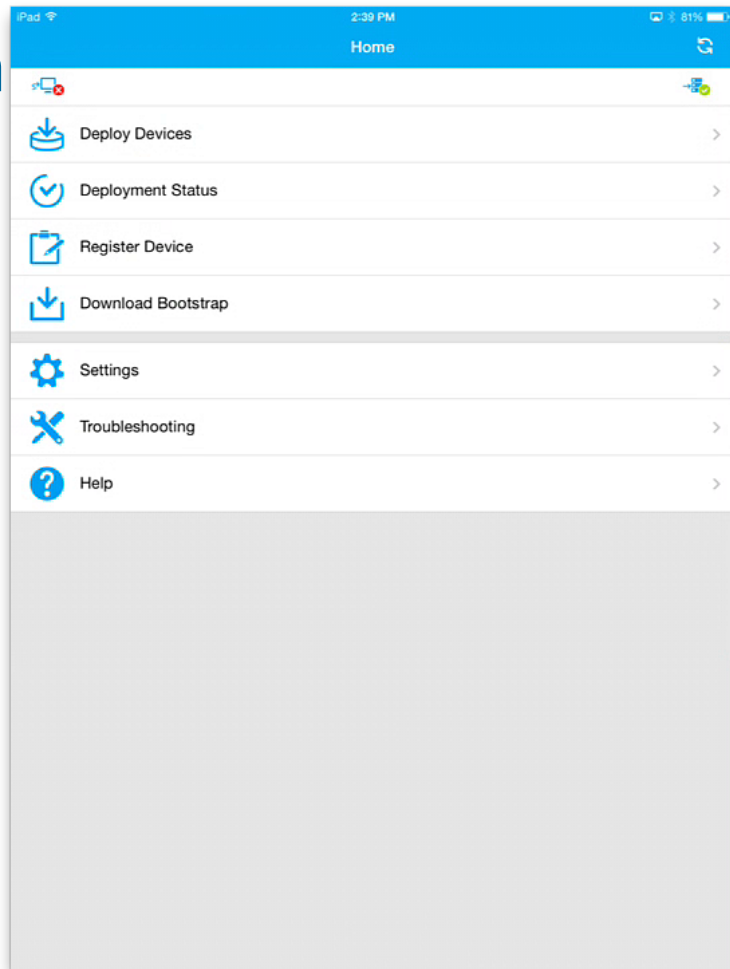 iPad 2:39 PM 81%
Home
Deploy Devices
Deployment Status
Register Device
Download Bootstrap
Settings
Troubleshooting
Help